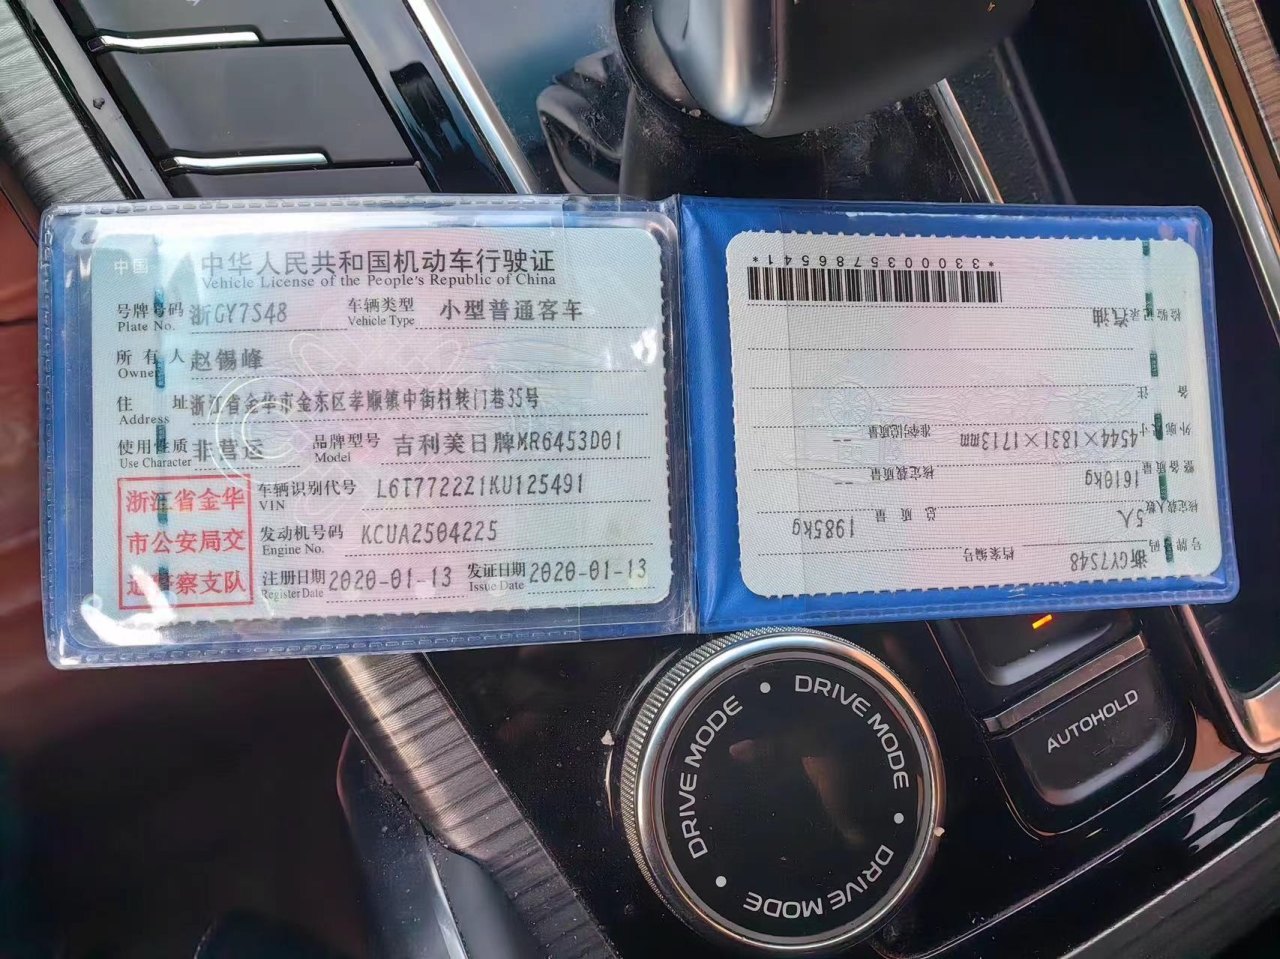 中国 中华人民共和国机动车行驶证
Vehicle License of the People's Republic of China
号牌号码 浙GY7S48 车辆类型 小型普通客车
Plate No. Vehicle Type
所有人 赵锡峰
Owner
住址 浙江省金华市金东区孝顺镇中街村转门巷35号
Address
使用性质 非营运 品牌型号 吉利美日牌MR6453D01
Use Character Model
浙江省金华
市公安局交
通警察支队
车辆识别代号 L6T7722Z1KU125491
VIN
发动机号码 KCUA2504225
Engine No.
注册日期 2020-01-13 发证日期 2020-01-13
Register Date Issue Date
号牌号码 浙GY7S48 档案编号
核定载人数 5人 总质量 1985kg
整备质量 1610kg 核定载质量 --
外廓尺寸 4544×1831×1713mm 准牵引总质量 --
备注
检验记录 汽油
*3300035786541*
DRIVE MODE
DRIVE MODE
DRIVE MODE
DRIVE MODE
AUTOHOLD